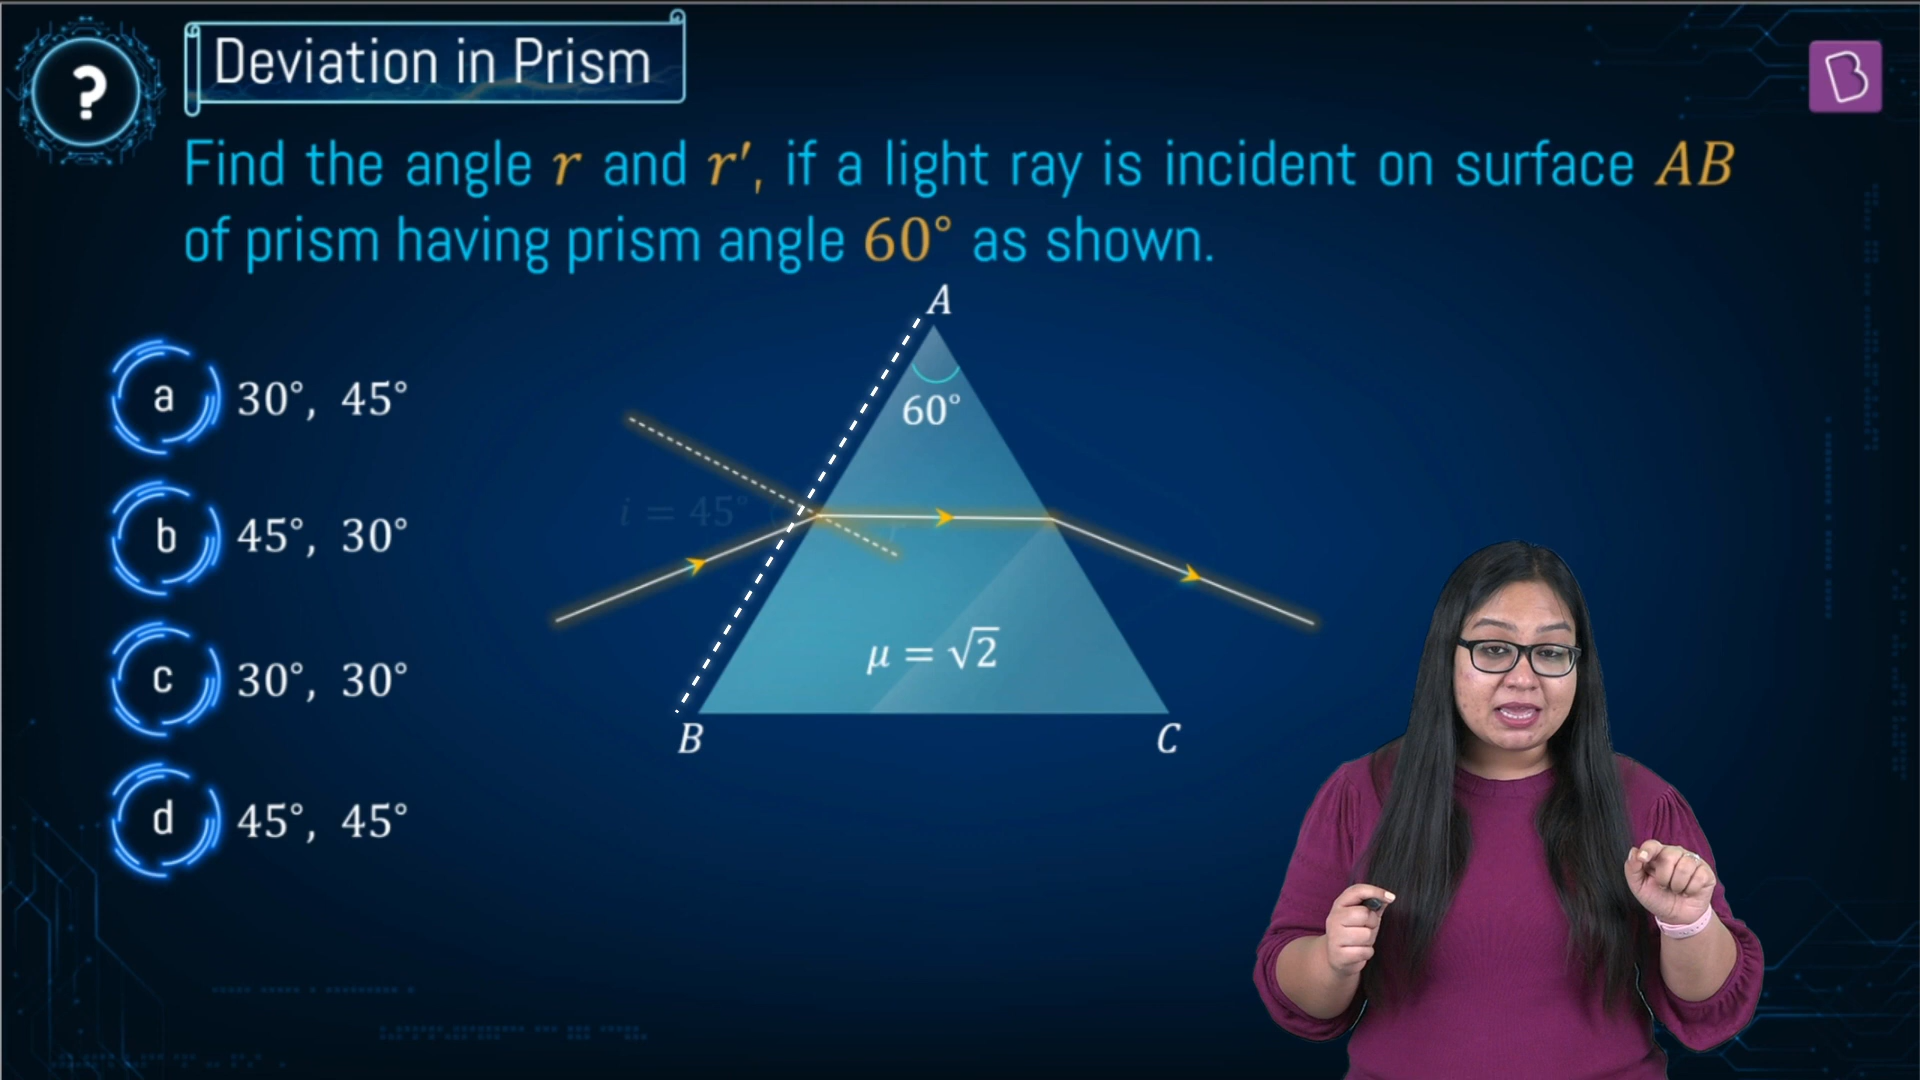 ?
Deviation in Prism
B
Find the angle r and r′, if a light ray is incident on surface AB
of prism having prism angle 60° as shown.
A
60°
a 30°, 45°
b 45°, 30°
c 30°, 30°
d 45°, 45°
i = 45°
r
μ = √2
B
C